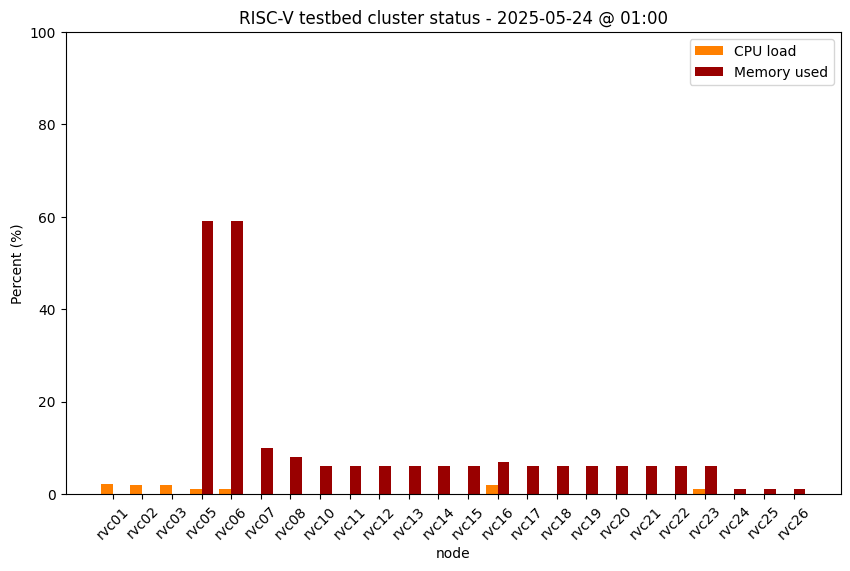 RISC-V testbed cluster status - 2025-05-24 @ 01:00
CPU load
Memory used
Percent (%)
100
80
60
40
20
0
rvc01
rvc02
rvc03
rvc05
rvc06
rvc07
rvc08
rvc10
rvc11
rvc12
rvc13
rvc14
rvc15
rvc16
rvc17
rvc18
rvc19
rvc20
rvc21
rvc22
rvc23
rvc24
rvc25
rvc26
node